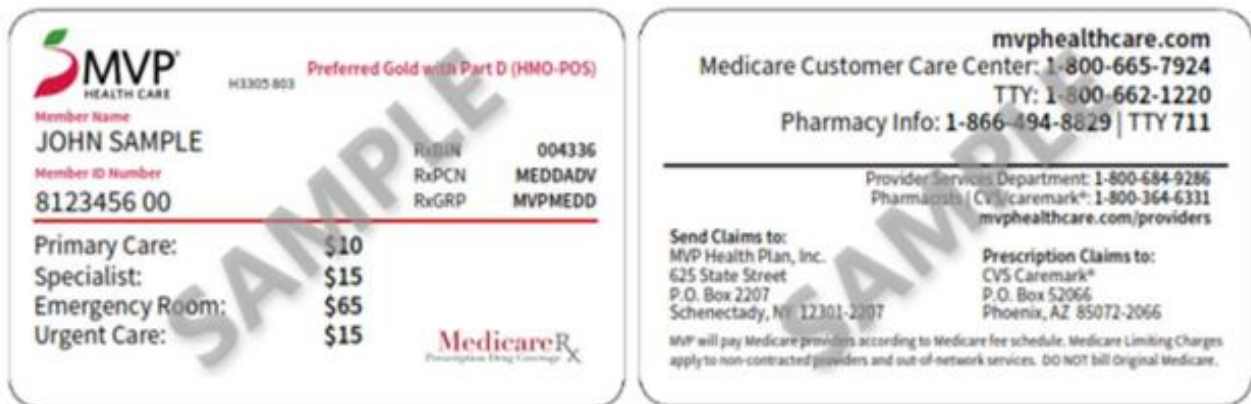 MVP®
HEALTH CARE
H3305 803
Preferred Gold with Part D (HMO-POS)
Member Name
JOHN SAMPLE
Member ID Number
8123456 00
RxBIN 004336
RxPCN MEDDADV
RxGRP MVPMEDD
Primary Care: $10
Specialist: $15
Emergency Room: $65
Urgent Care: $15
MedicareRx
Prescription Drug Coverage
SAMPLE
mvphealthcare.com
Medicare Customer Care Center: 1-800-665-7924
TTY: 1-800-662-1220
Pharmacy Info: 1-866-494-8829 | TTY 711
Provider Services Department: 1-800-684-9286
Pharmacists | CVS/caremark®: 1-800-364-6331
mvphealthcare.com/providers
Send Claims to:
MVP Health Plan, Inc.
625 State Street
P.O. Box 2207
Schenectady, NY 12301-2207
Prescription Claims to:
CVS Caremark®
P.O. Box 52066
Phoenix, AZ 85072-2066
MVP will pay Medicare providers according to Medicare fee schedule. Medicare Limiting Charges
apply to non-contracted providers and out-of-network services. DO NOT bill Original Medicare.
SAMPLE